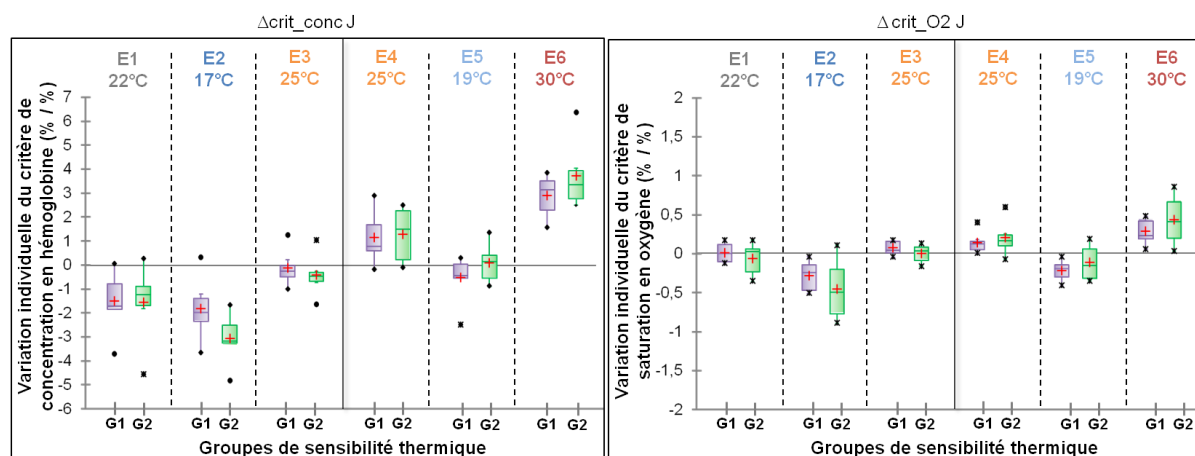 Δcrit_conc J
E1 E2 E3 E4 E5 E6
22°C 17°C 25°C 25°C 19°C 30°C
Variation individuelle du critère de
concentration en hémoglobine (% / %)
7
6
5
4
3
2
1
0
-1
-2
-3
-4
-5
-6
G1 G2 G1 G2 G1 G2 G1 G2 G1 G2 G1 G2
Groupes de sensibilité thermique
Δ crit_O2 J
E1 E2 E3 E4 E5 E6
22°C 17°C 25°C 25°C 19°C 30°C
Variation individuelle du critère de
saturation en oxygène (% / %)
2
1,5
1
0,5
0
-0,5
-1
-1,5
-2
G1 G2 G1 G2 G1 G2 G1 G2 G1 G2 G1 G2
Groupes de sensibilité thermique